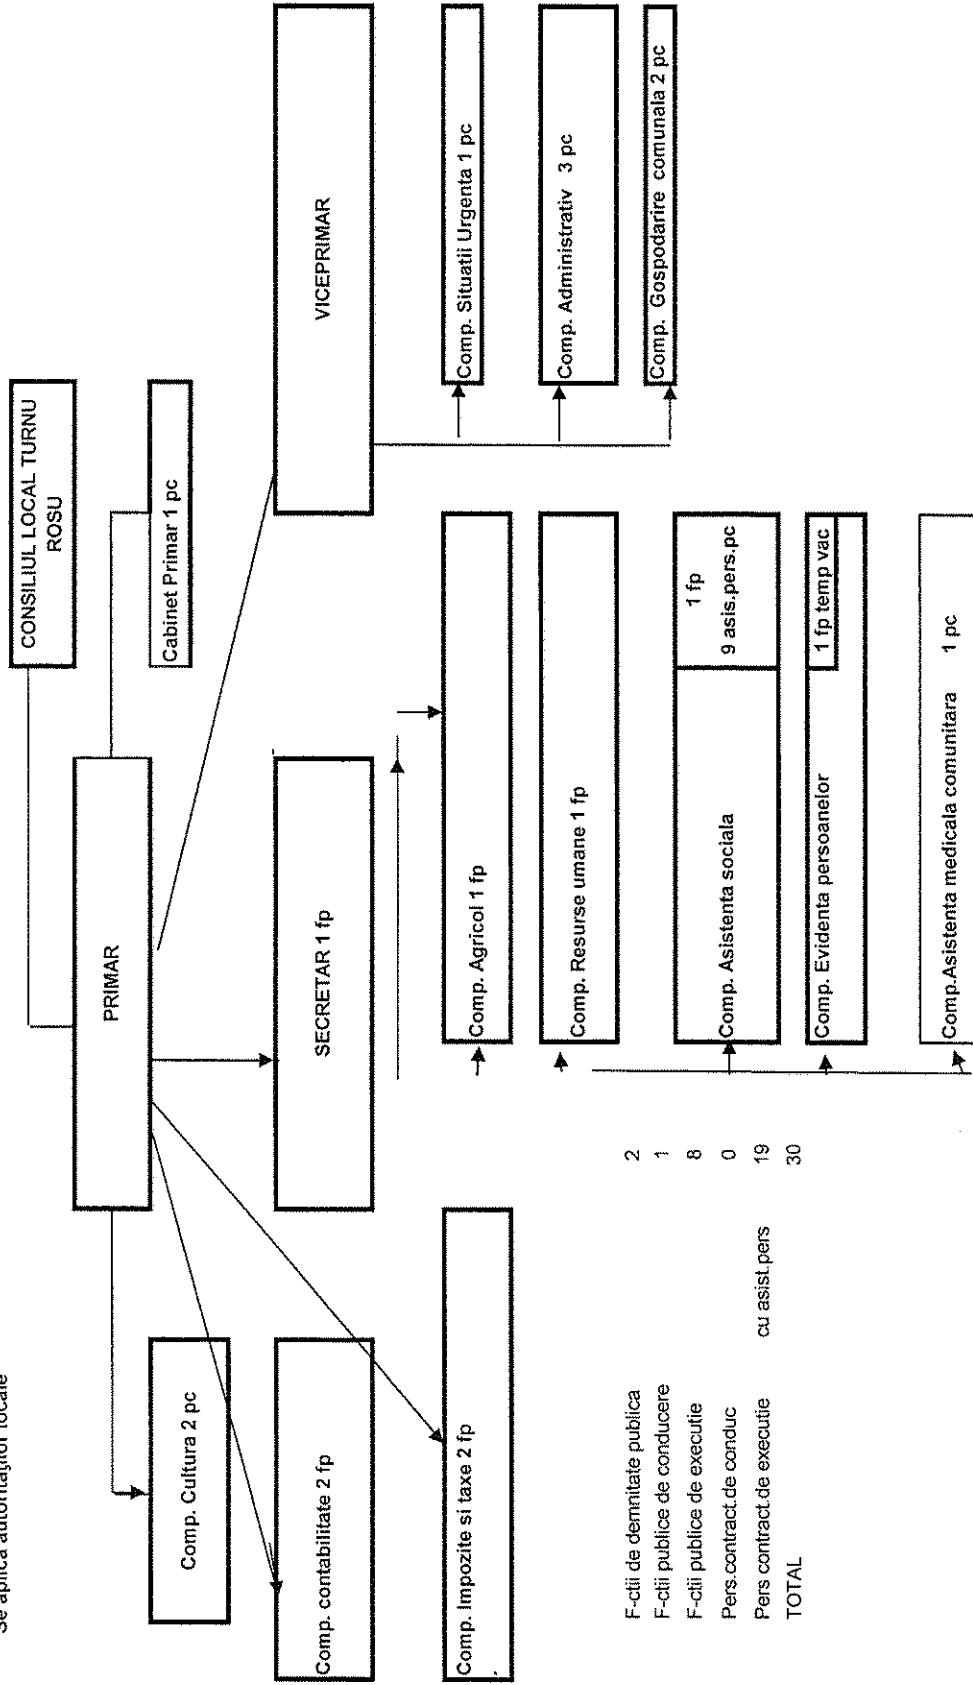 Se aplică autorităților locale
CONSILIUL LOCAL TURNU
ROSU
PRIMAR
Cabinet Primar 1 pc
Comp. Cultura 2 pc
Comp. contabilitate 2 fp
SECRETAR 1 fp
VICEPRIMAR
Comp. Impozite si taxe 2 fp
Comp. Agricol 1 fp
Comp. Situatii Urgenta 1 pc
Comp. Resurse umane 1 fp
Comp. Administrativ 3 pc
Comp. Gospodarire comunala 2 pc
Comp. Asistenta sociala
1 fp
9 asis.pers.pc
Comp. Evidenta persoanelor
1 fp temp vac
Comp.Asistenta medicala comunitara 1 pc
F-ctii de demnitate publica 2
F-ctii publice de conducere 1
F-ctii publice de executie 8
Pers.contract.de conduc 0
Pers contract.de executie cu asist.pers 19
TOTAL 30